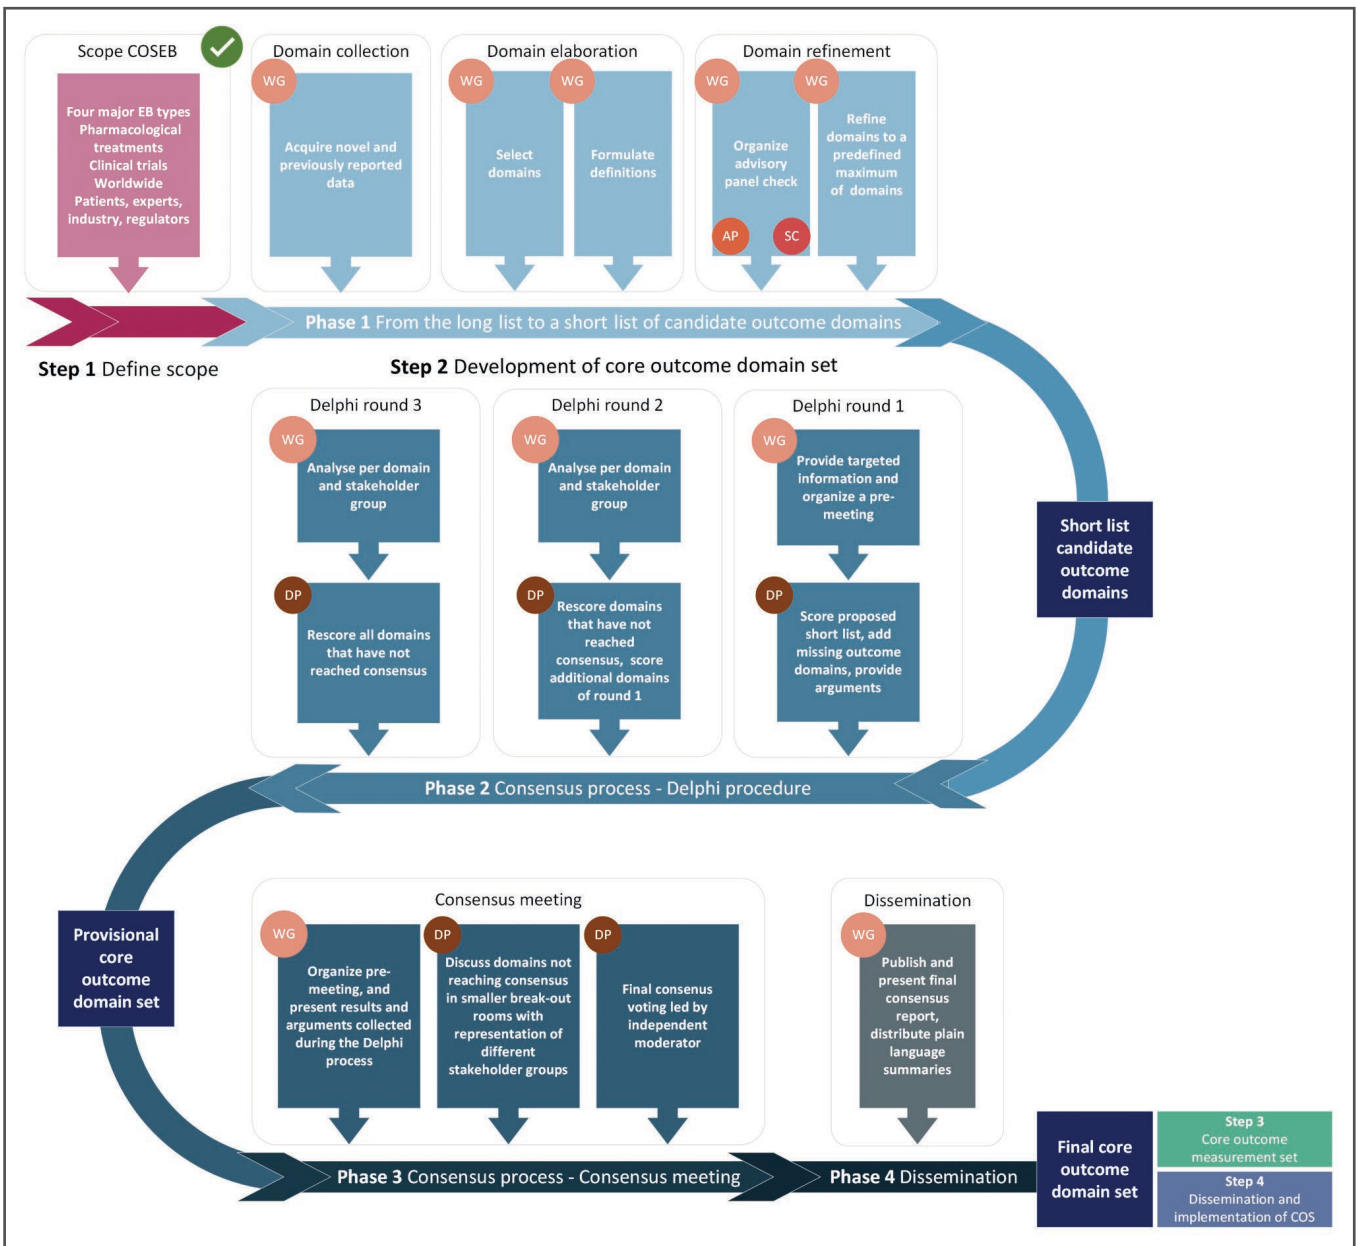 Scope COSEB
Four major EB types
Pharmacological
treatments
Clinical trials
Worldwide
Patients, experts,
industry, regulators
Domain collection
WG
Acquire novel and
previously reported
data
Domain elaboration
WG
Select
domains
WG
Formulate
definitions
Domain refinement
WG
Organize
advisory
panel check
AP
SC
WG
Refine
domains to a
predefined
maximum
of domains
Phase 1 From the long list to a short list of candidate outcome domains
Step 1 Define scope
Step 2 Development of core outcome domain set
Short list
candidate
outcome
domains
Delphi round 1
WG
Provide targeted
information and
organize a pre-
meeting
DP
Score proposed
short list, add
missing outcome
domains, provide
arguments
Delphi round 2
WG
Analyse per domain
and stakeholder
group
DP
Rescore domains
that have not
reached
consensus, score
additional domains
of round 1
Delphi round 3
WG
Analyse per domain
and stakeholder
group
DP
Rescore all domains
that have not
reached consensus
Phase 2 Consensus process - Delphi procedure
Provisional
core
outcome
domain set
Consensus meeting
WG
Organize pre-
meeting, and
present results and
arguments collected
during the Delphi
process
DP
Discuss domains not
reaching consensus
in smaller break-out
rooms with
representation of
different
stakeholder groups
DP
Final consenus
voting led by
independent
moderator
Dissemination
WG
Publish and
present final
consensus
report,
distribute plain
language
summaries
Phase 3 Consensus process - Consensus meeting
Phase 4 Dissemination
Final core
outcome
domain set
Step 3
Core outcome
measurement set
Step 4
Dissemination and
implementation of COS